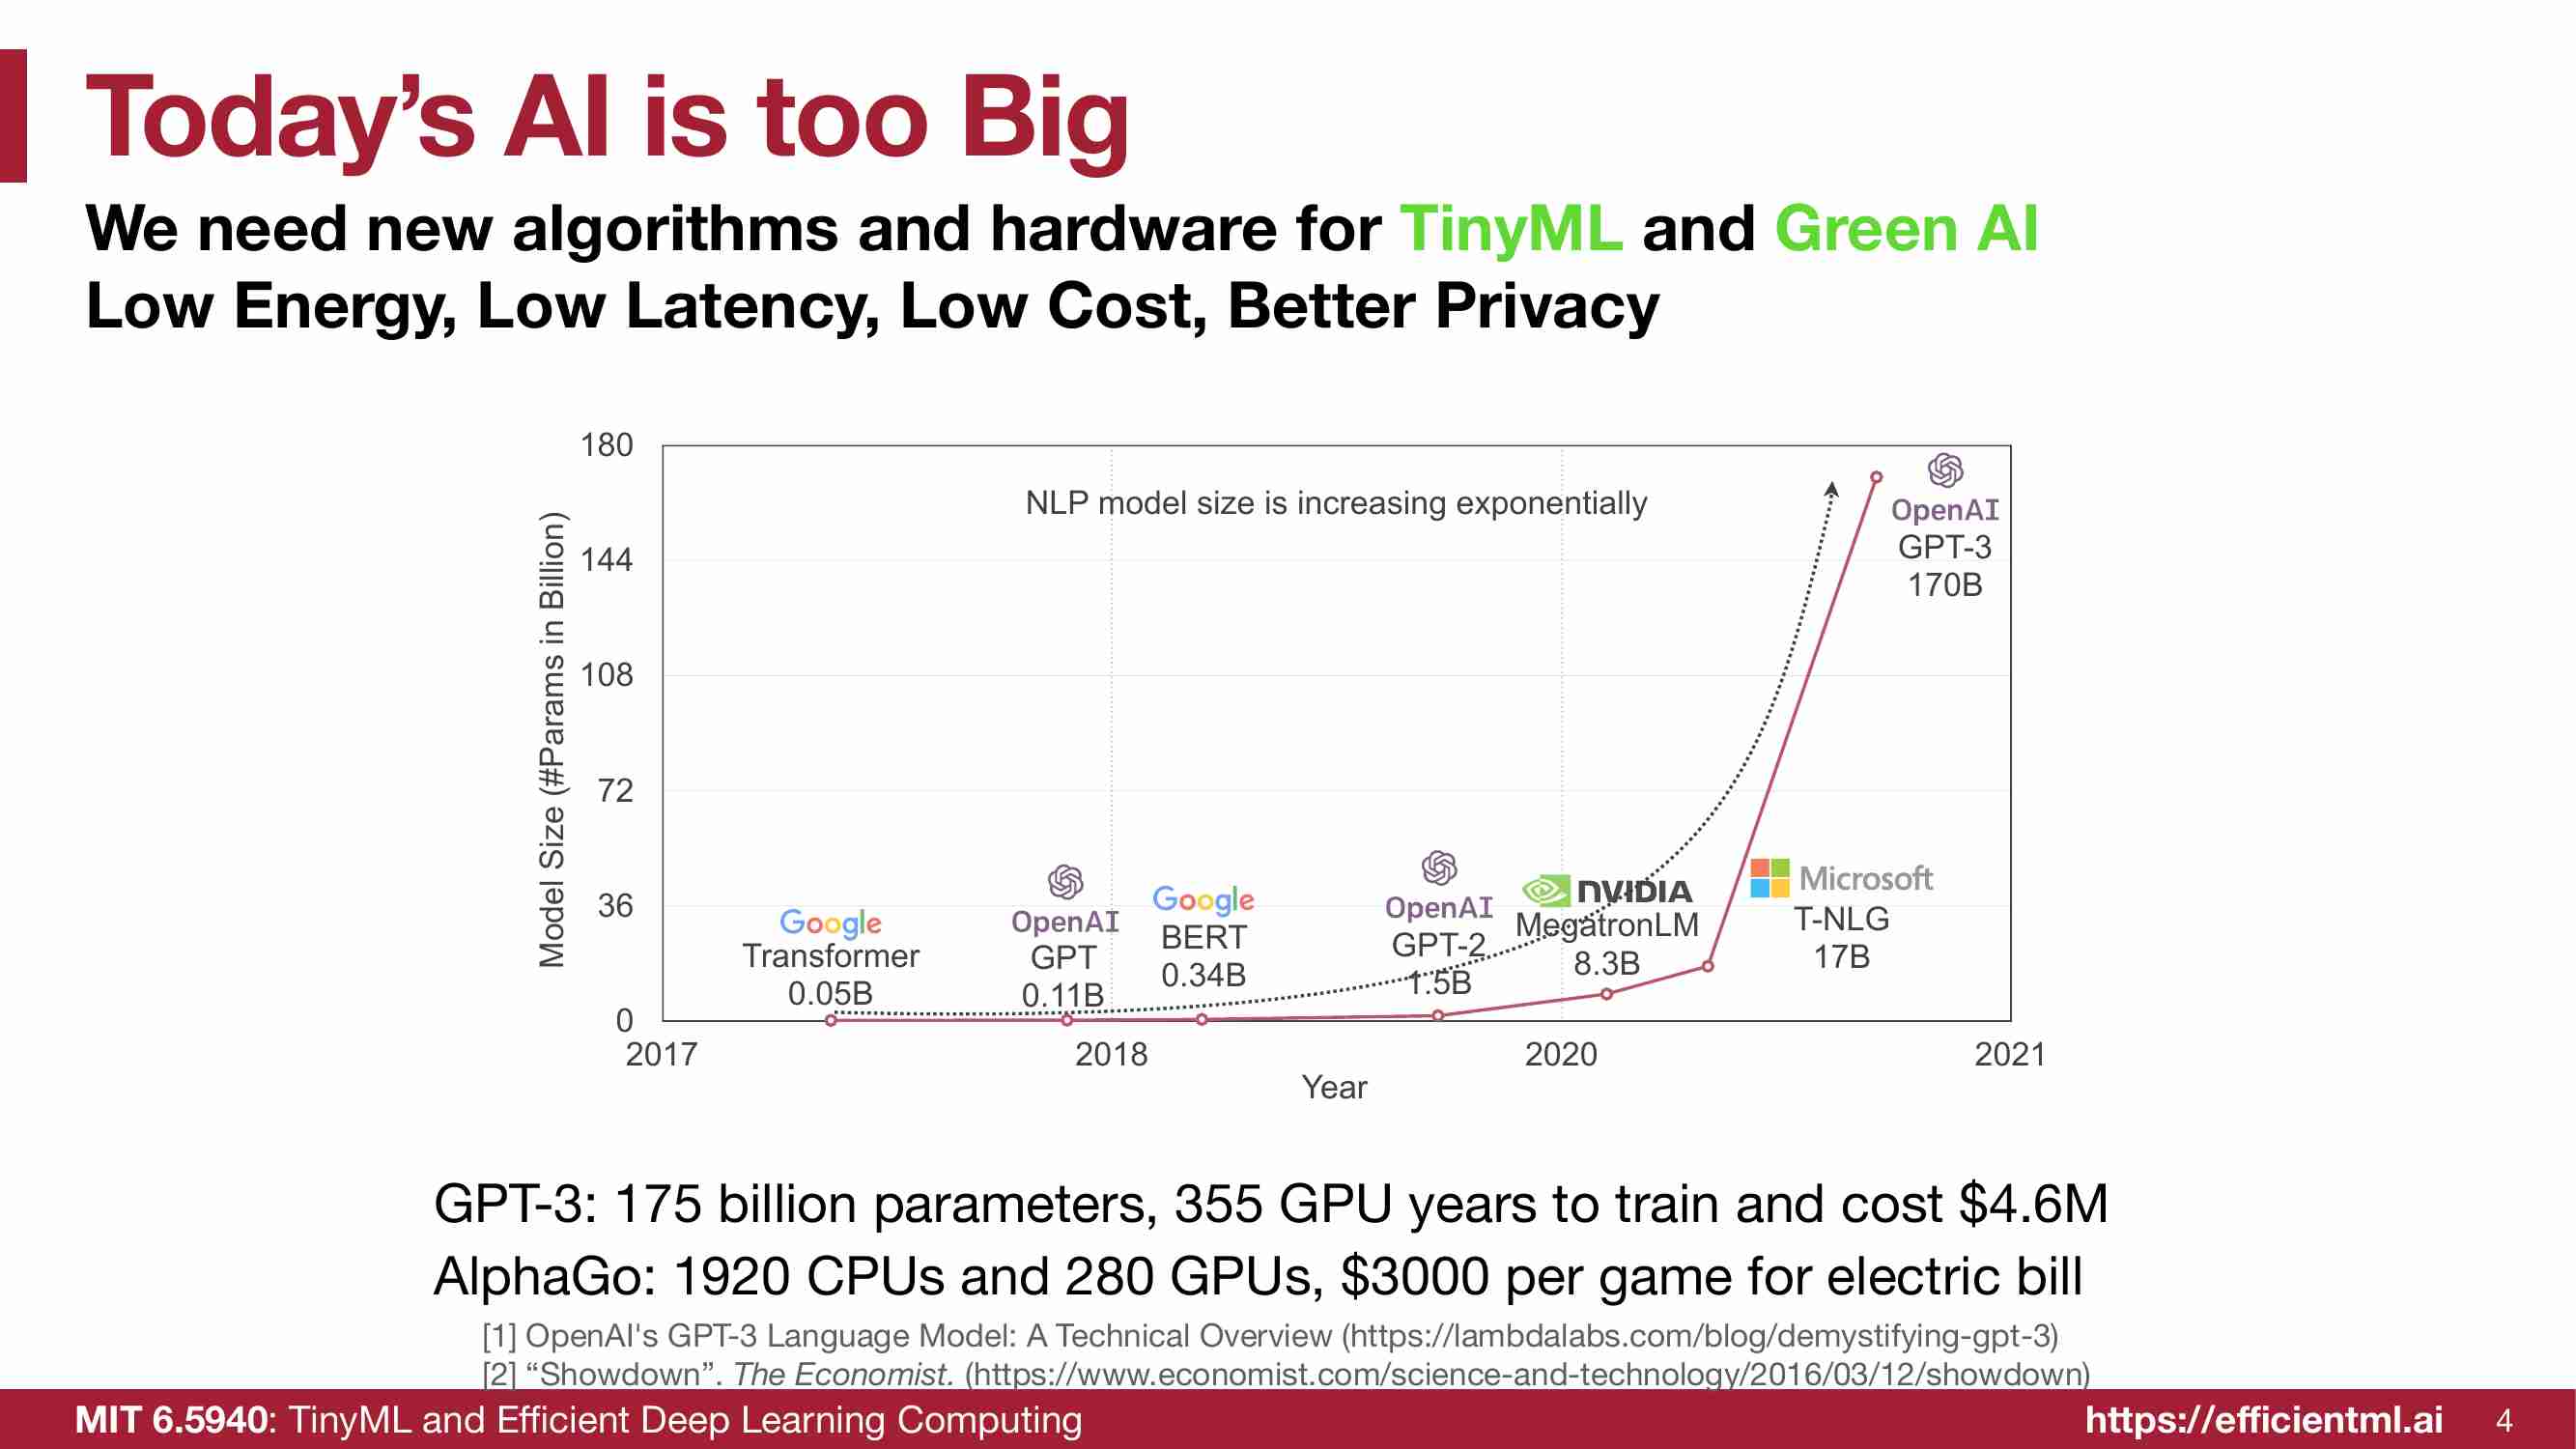 Today’s AI is too Big
We need new algorithms and hardware for TinyML and Green AI
Low Energy, Low Latency, Low Cost, Better Privacy
180
144
108
72
36
0
Model Size (#Params in Billion)
NLP model size is increasing exponentially
Google
Transformer
0.05B
OpenAI
GPT
0.11B
Google
BERT
0.34B
OpenAI
GPT-2
1.5B
NVIDIA
MegatronLM
8.3B
Microsoft
T-NLG
17B
OpenAI
GPT-3
170B
2017
2018
2020
2021
Year
GPT-3: 175 billion parameters, 355 GPU years to train and cost $4.6M
AlphaGo: 1920 CPUs and 280 GPUs, $3000 per game for electric bill
[1] OpenAI's GPT-3 Language Model: A Technical Overview (https://lambdalabs.com/blog/demystifying-gpt-3)
[2] “Showdown”. The Economist. (https://www.economist.com/science-and-technology/2016/03/12/showdown)
MIT 6.5940: TinyML and Efficient Deep Learning Computing
https://efficientml.ai
4